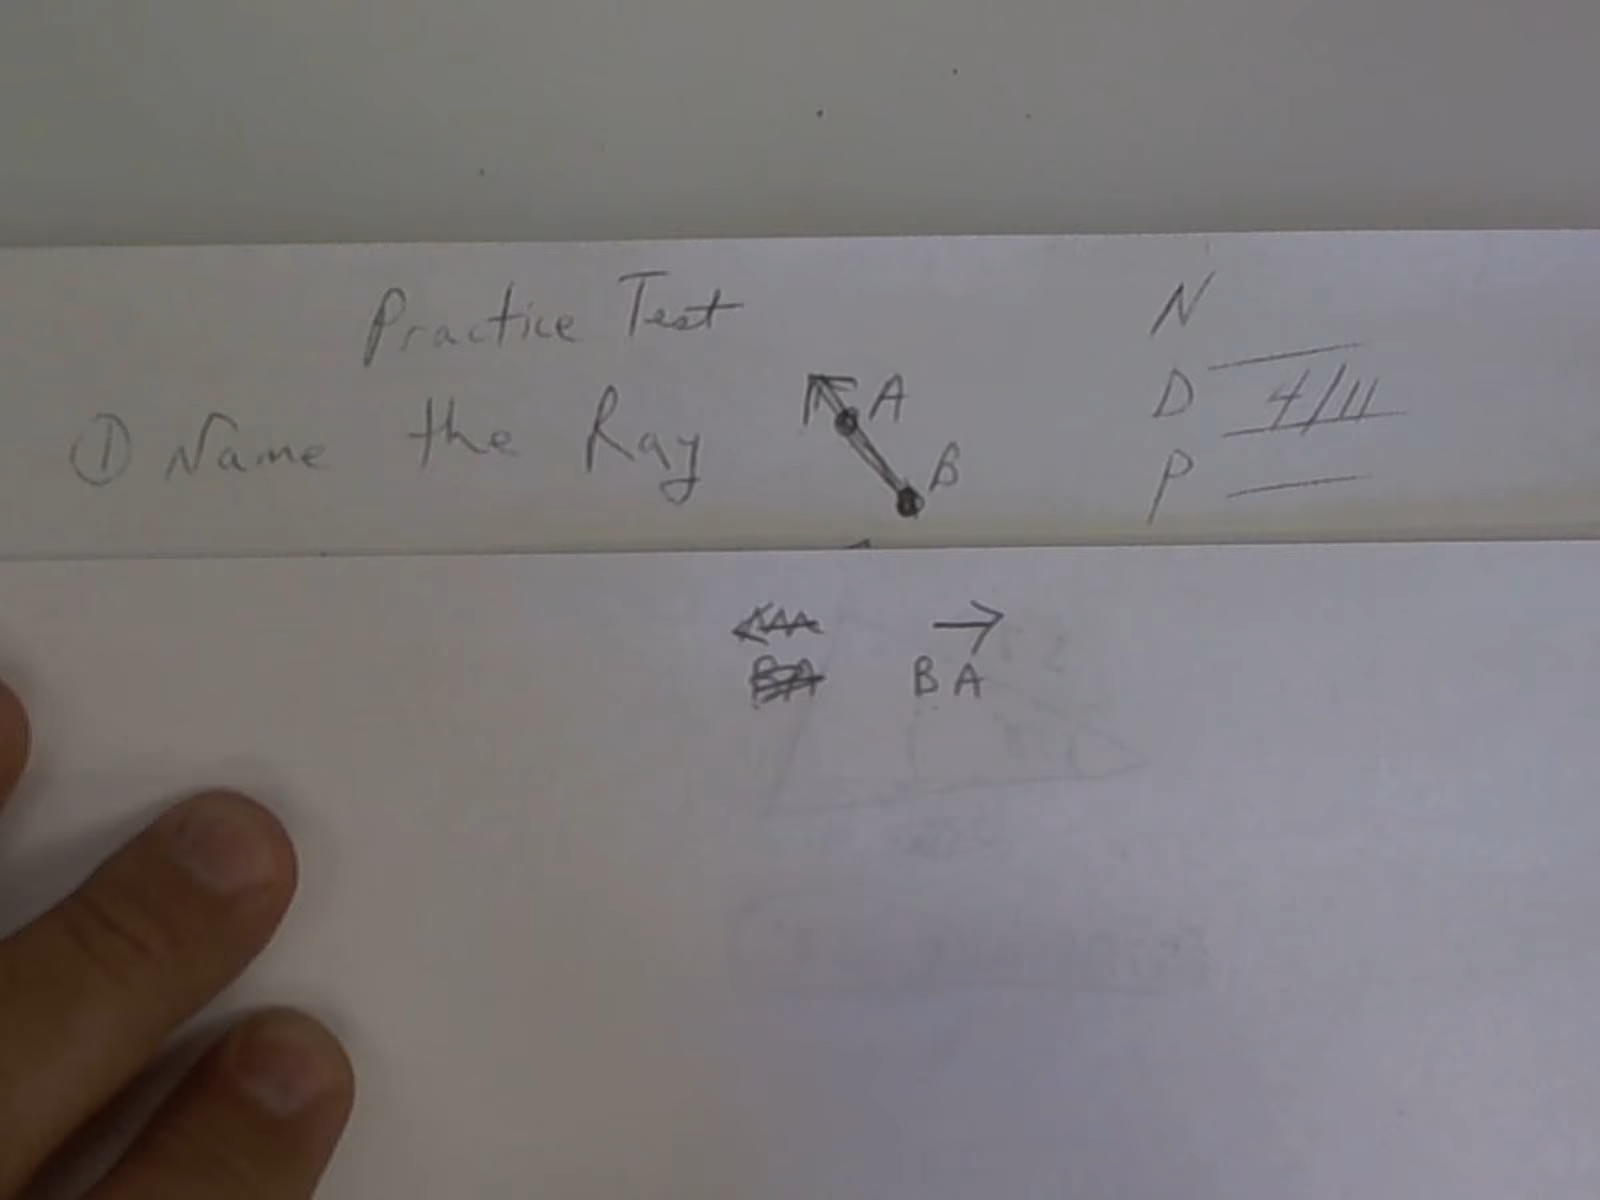 Practice Test
N
D 4/11
P
① Name the Ray
A
B
BA